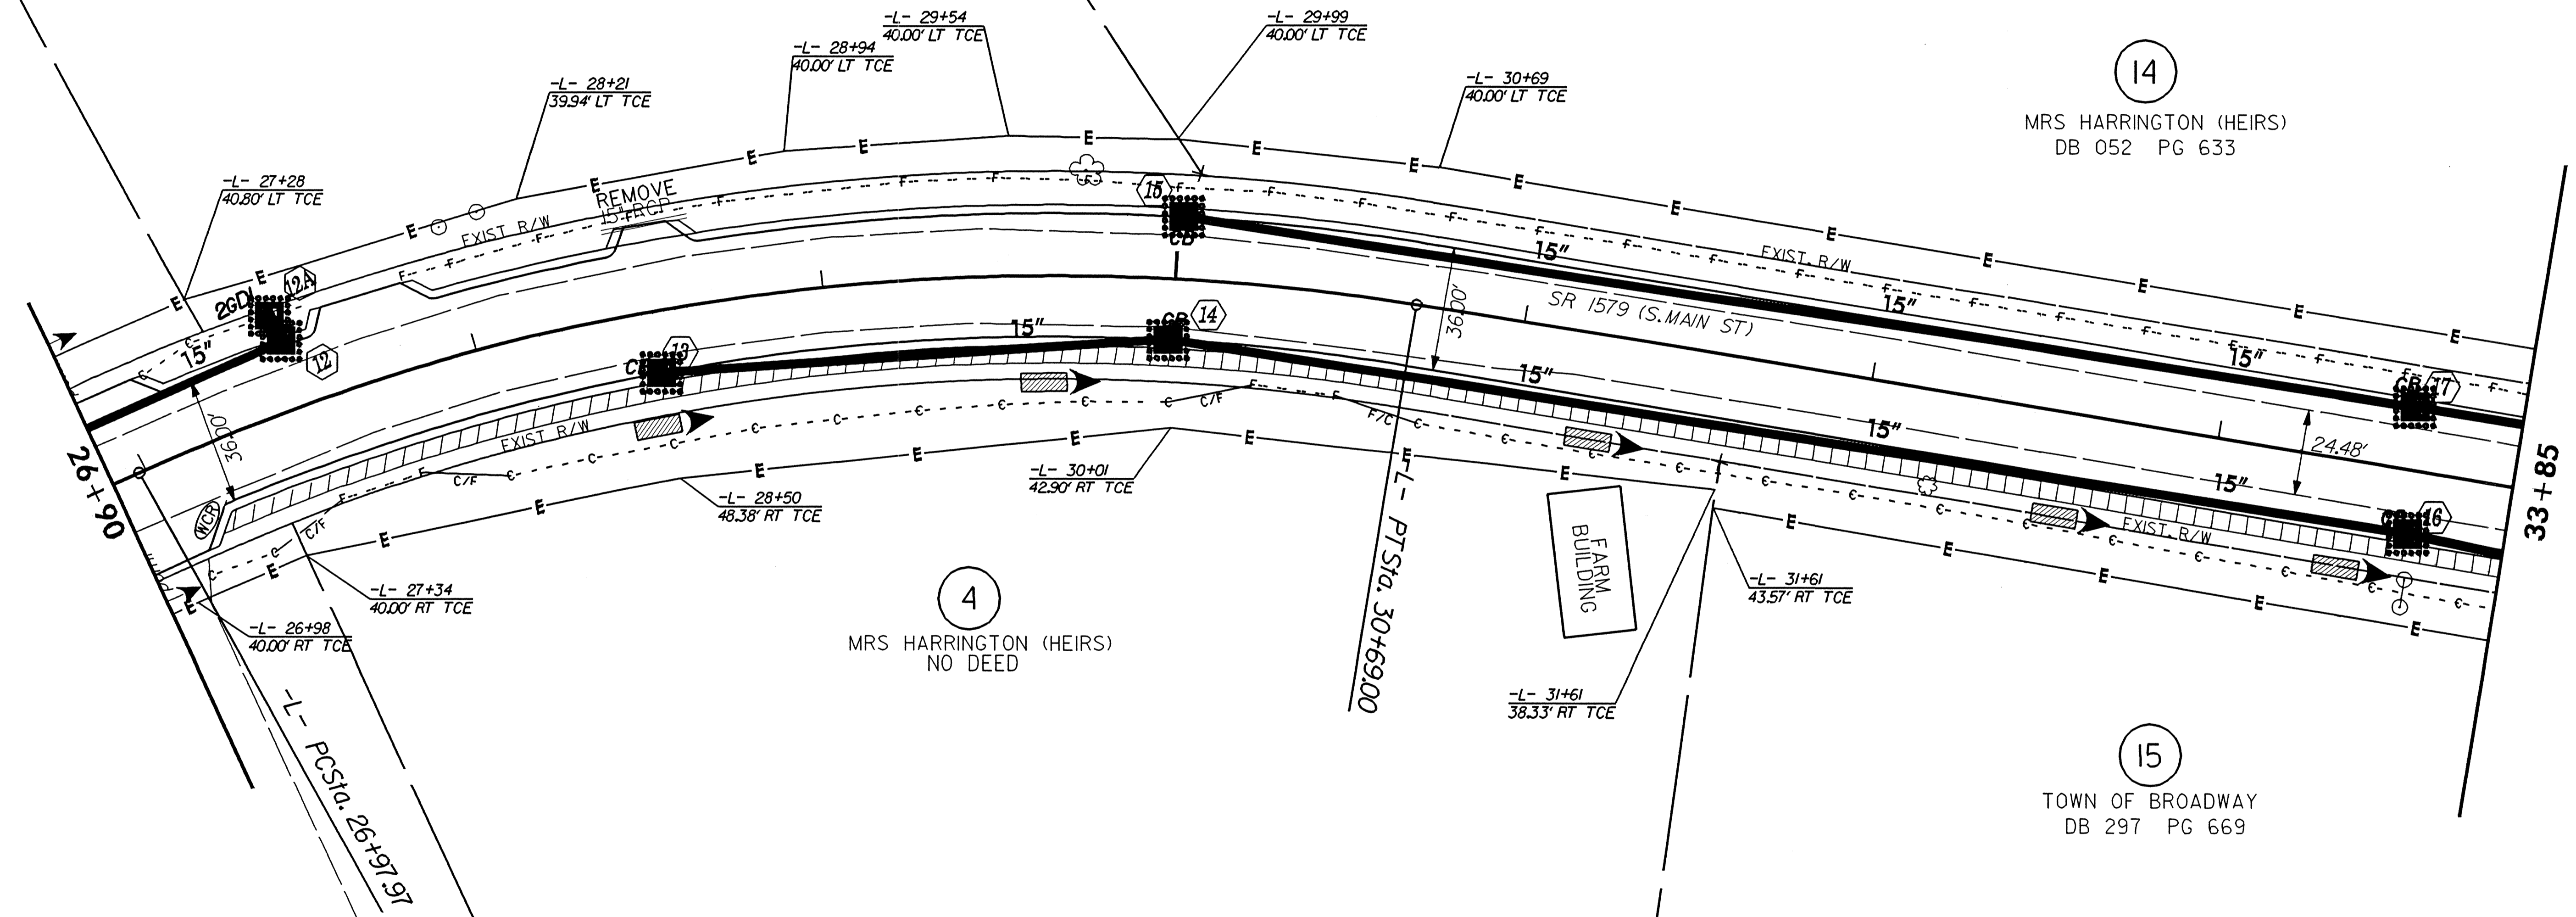 -L- 29+54
40.00' LT TCE
-L- 29+99
40.00' LT TCE
-L- 28+94
40.00' LT TCE
-L- 28+21
39.94' LT TCE
-L- 30+69
40.00' LT TCE
14
MRS HARRINGTON (HEIRS)
DB 052 PG 633
-L- 27+28
40.80' LT TCE
REMOVE
15" RCP
EXIST R/W
15
CB
15"
EXIST. R/W
SR 1579 (S.MAIN ST)
15"
15"
CB
17
2GDI
12A
15"
12
36.00'
13
15"
CB
14
36.00'
15"
15"
24.48'
15"
16
EXIST R/W
C/F
C/F
F/C
C/F
WCR
26+90
33+85
-L- 28+50
48.38' RT TCE
-L- 30+01
42.90' RT TCE
-L- PTSta. 30+69.00
FARM
BUILDING
EXIST. R/W
-L- 31+61
43.57' RT TCE
-L- 27+34
40.00' RT TCE
-L- 26+98
40.00' RT TCE
4
MRS HARRINGTON (HEIRS)
NO DEED
-L- 31+61
38.33' RT TCE
-L- PCSta. 26+97.97
15
TOWN OF BROADWAY
DB 297 PG 669